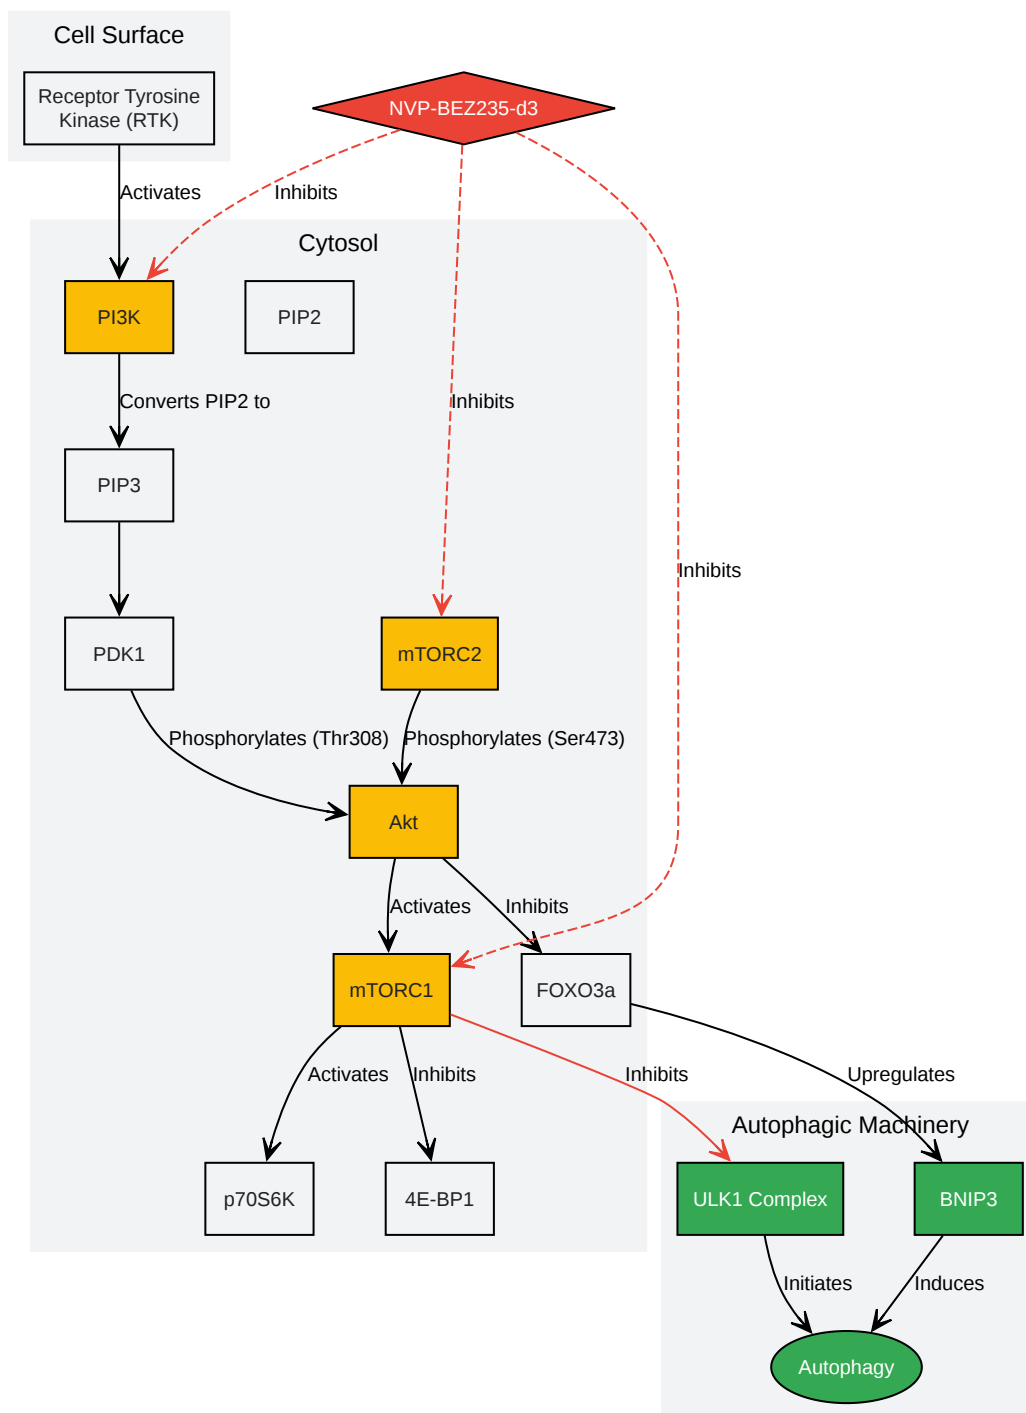 Cell Surface
Receptor Tyrosine
Kinase (RTK)
NVP-BEZ235-d3
Activates
Inhibits
Cytosol
PI3K
PIP2
Converts PIP2 to
Inhibits
PIP3
Inhibits
PDK1
mTORC2
Phosphorylates (Thr308)
Phosphorylates (Ser473)
Akt
Activates
Inhibits
mTORC1
FOXO3a
Activates
Inhibits
Inhibits
Upregulates
Autophagic Machinery
p70S6K
4E-BP1
ULK1 Complex
BNIP3
Initiates
Induces
Autophagy